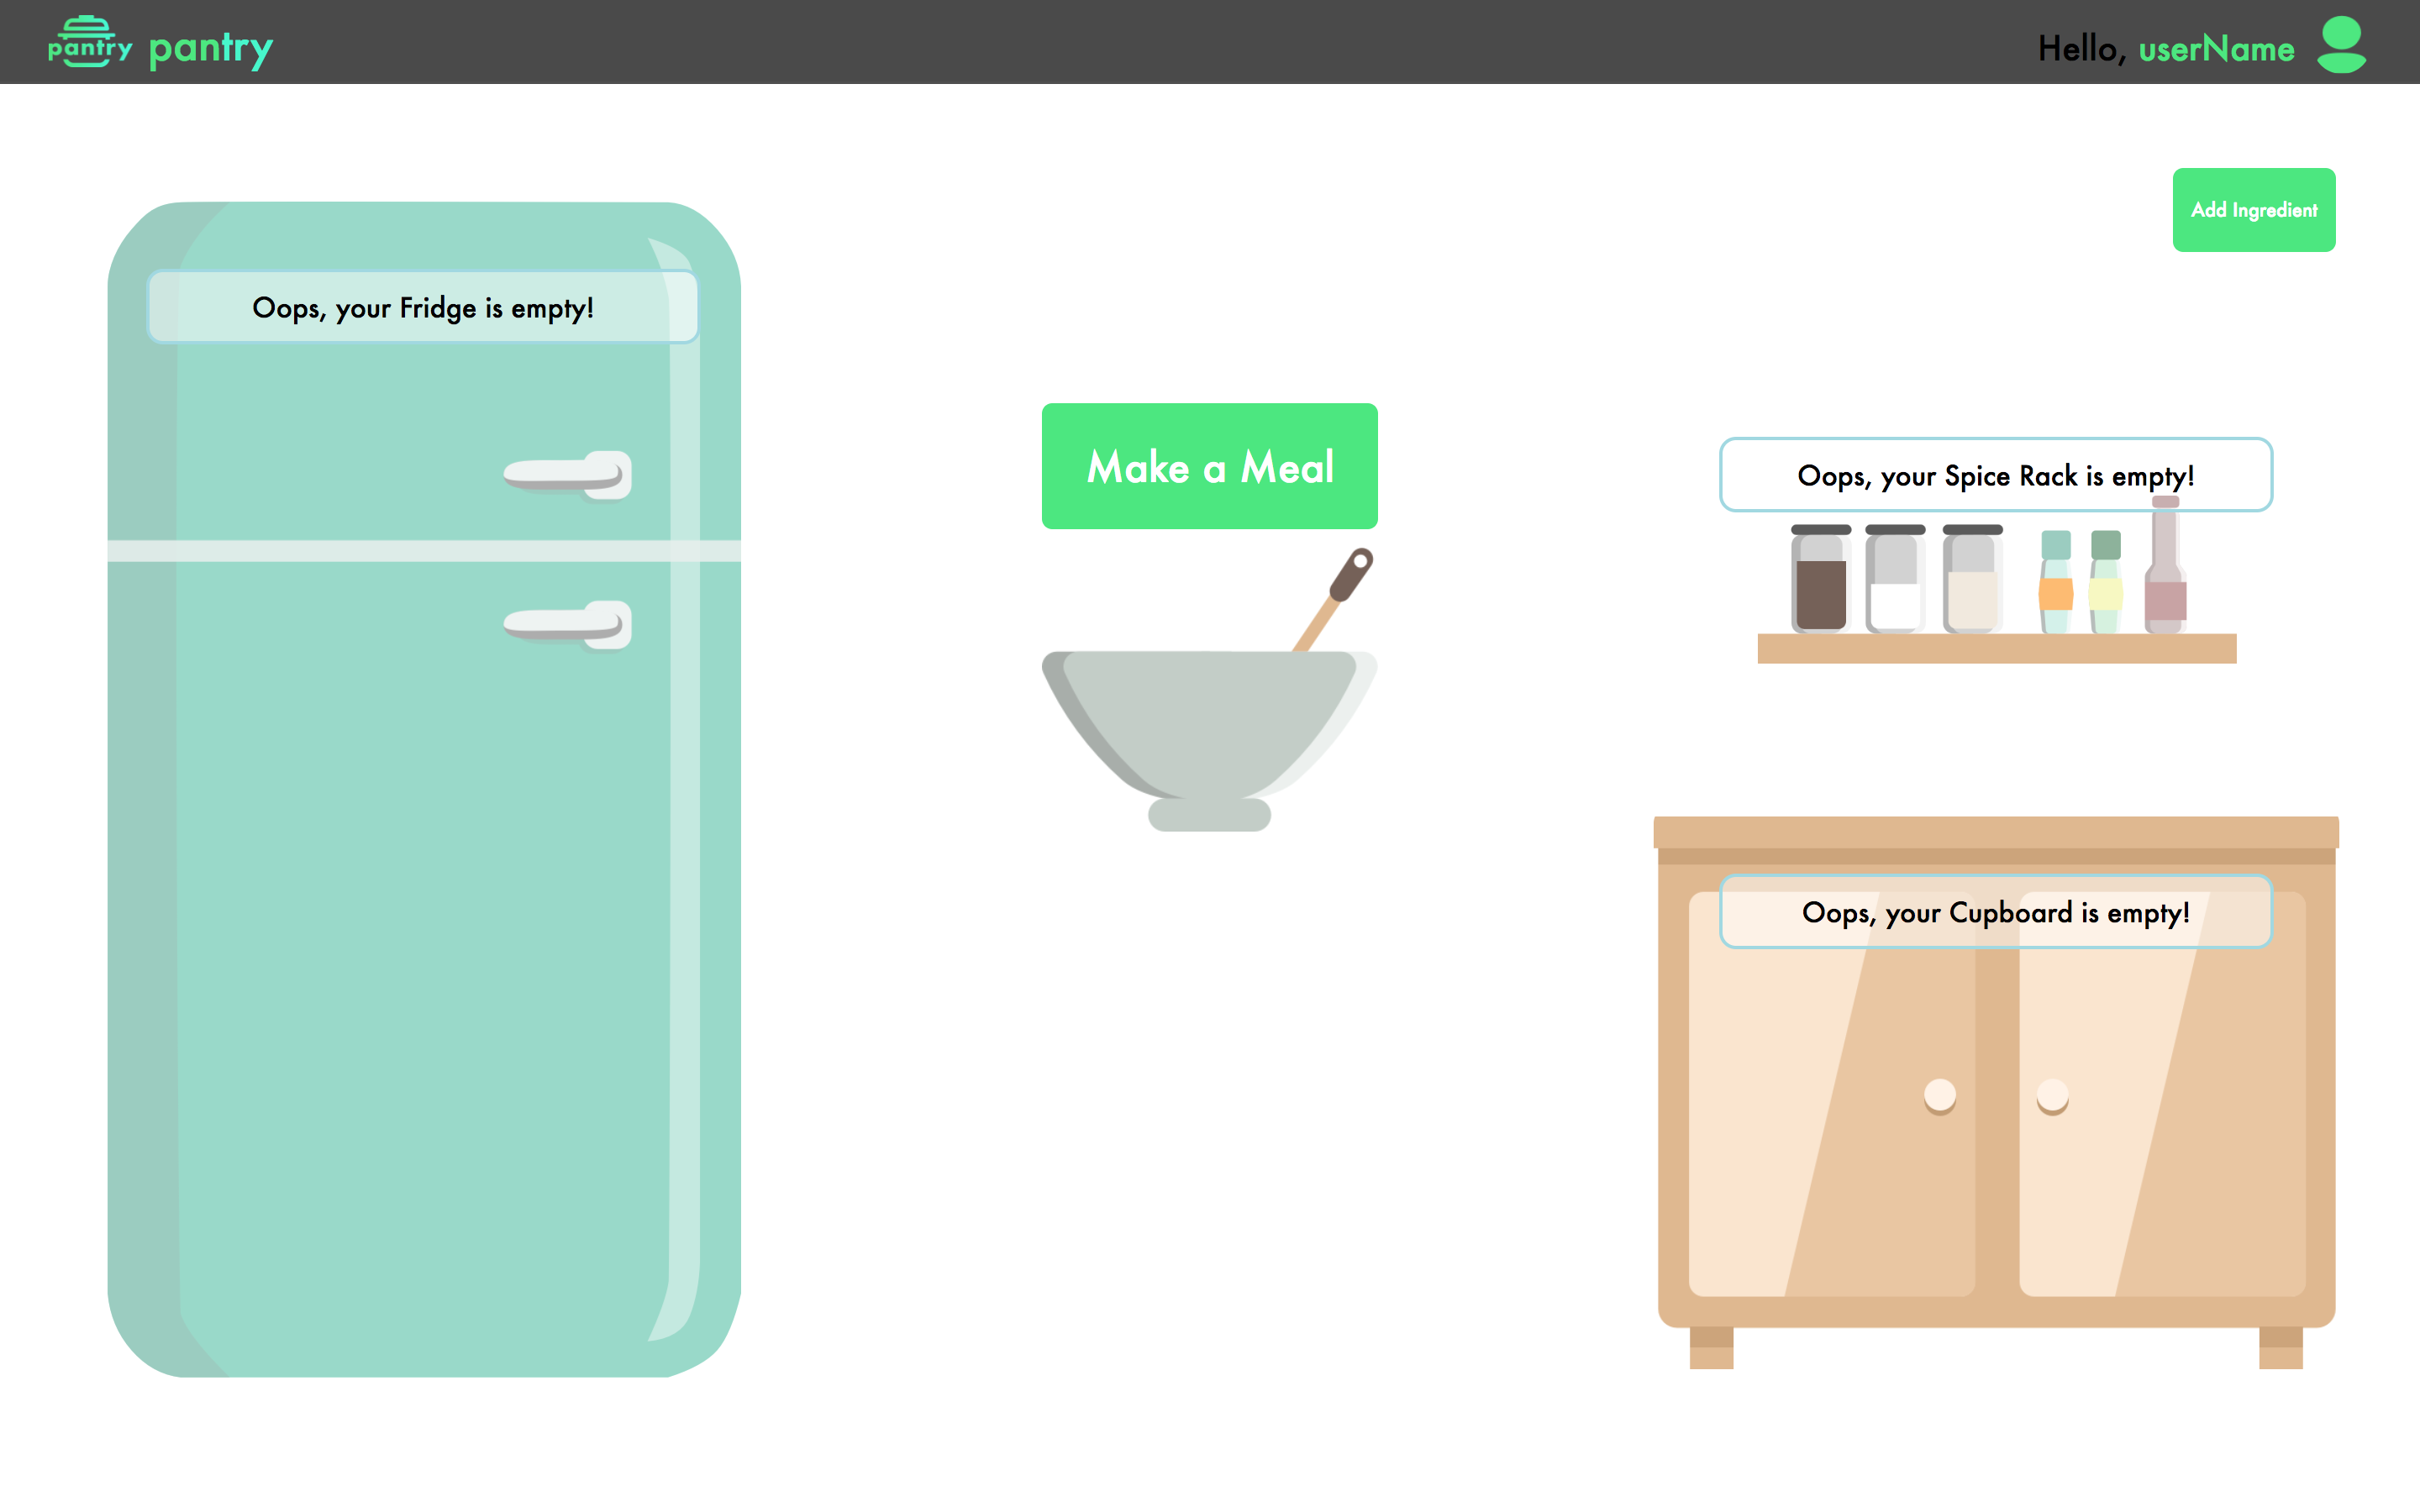 pantry pantry
Hello, userName
Add Ingredient
Oops, your Fridge is empty!
Make a Meal
Oops, your Spice Rack is empty!
Oops, your Cupboard is empty!